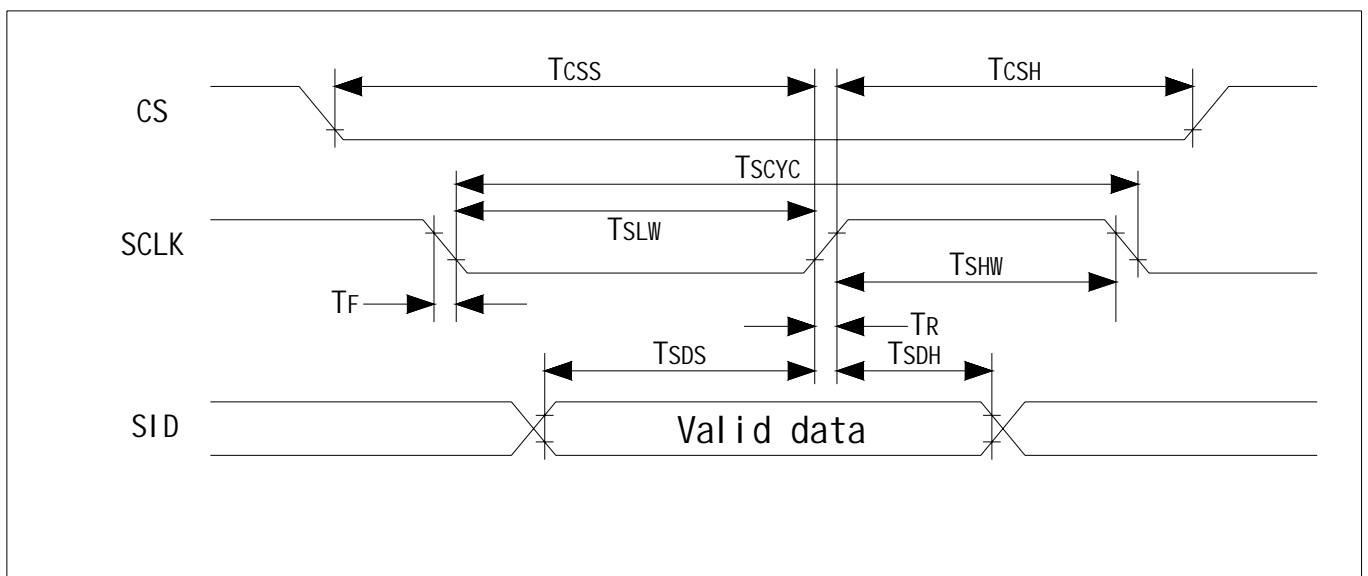 TCSS TCSH
CS
TSCYC
TSLW
SCLK
TSHW
TF
TR
TSDS TSDH
SID Valid data